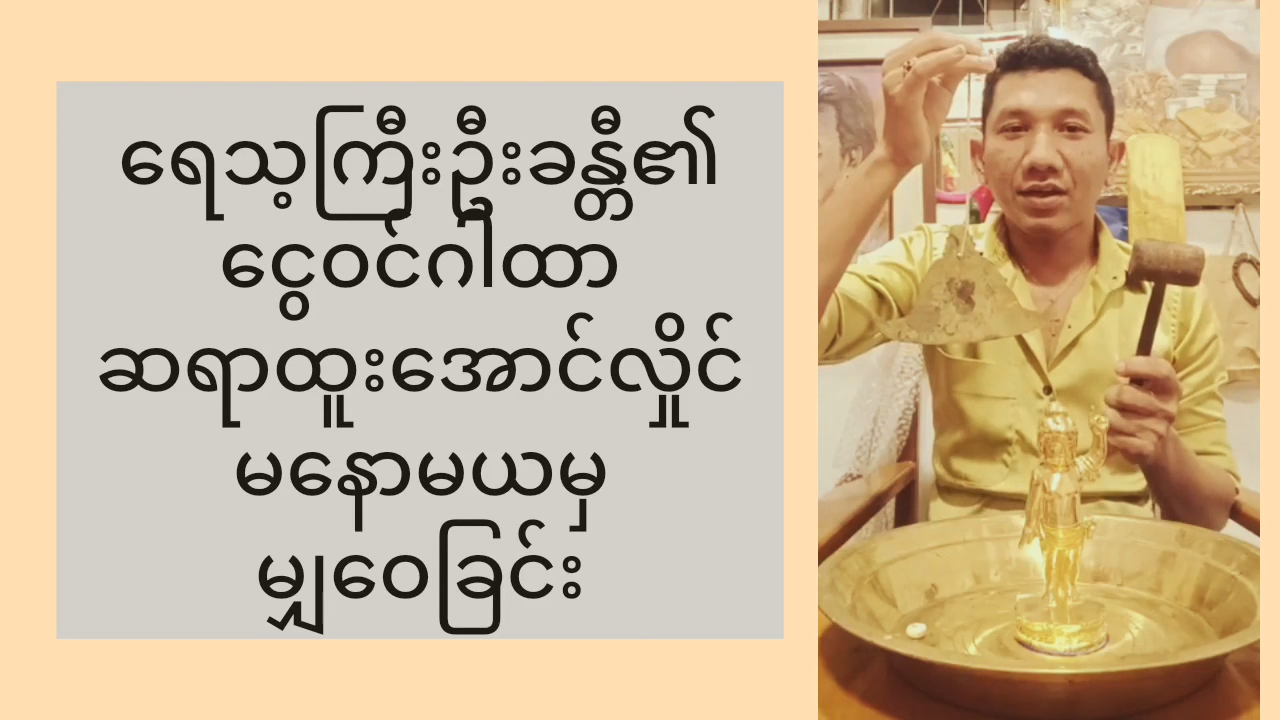 ရေသ့ကြီးဦးခန္တီ၏
ငွေဝင်ဂါထာ
ဆရာထူးအောင်လှိူင်
မနောမယမှ
မျှဝေခြင်း